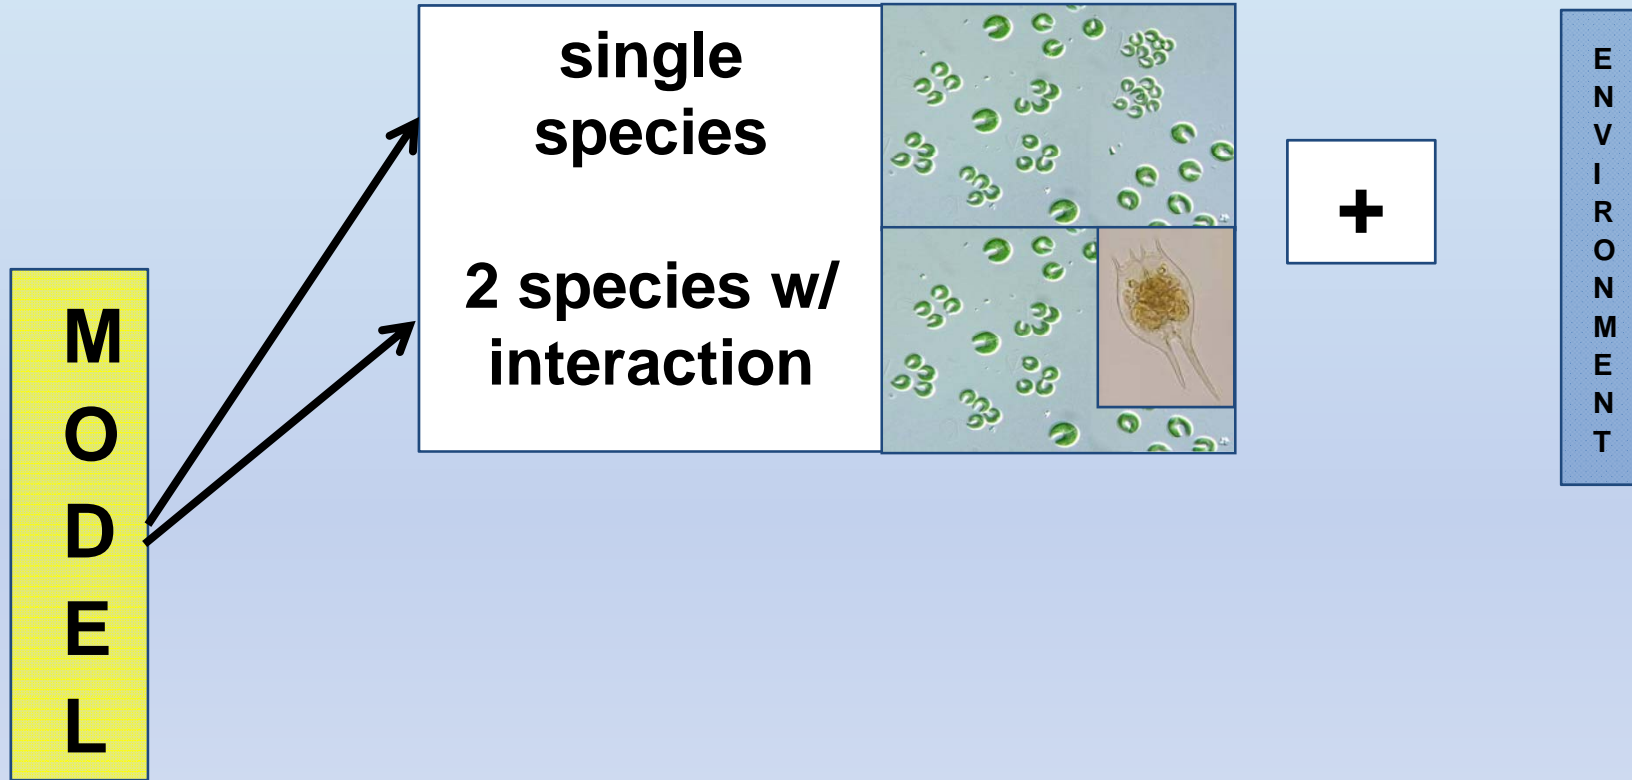 MODEL
single
species
2 species w/
interaction
+
ENVIRONMENT